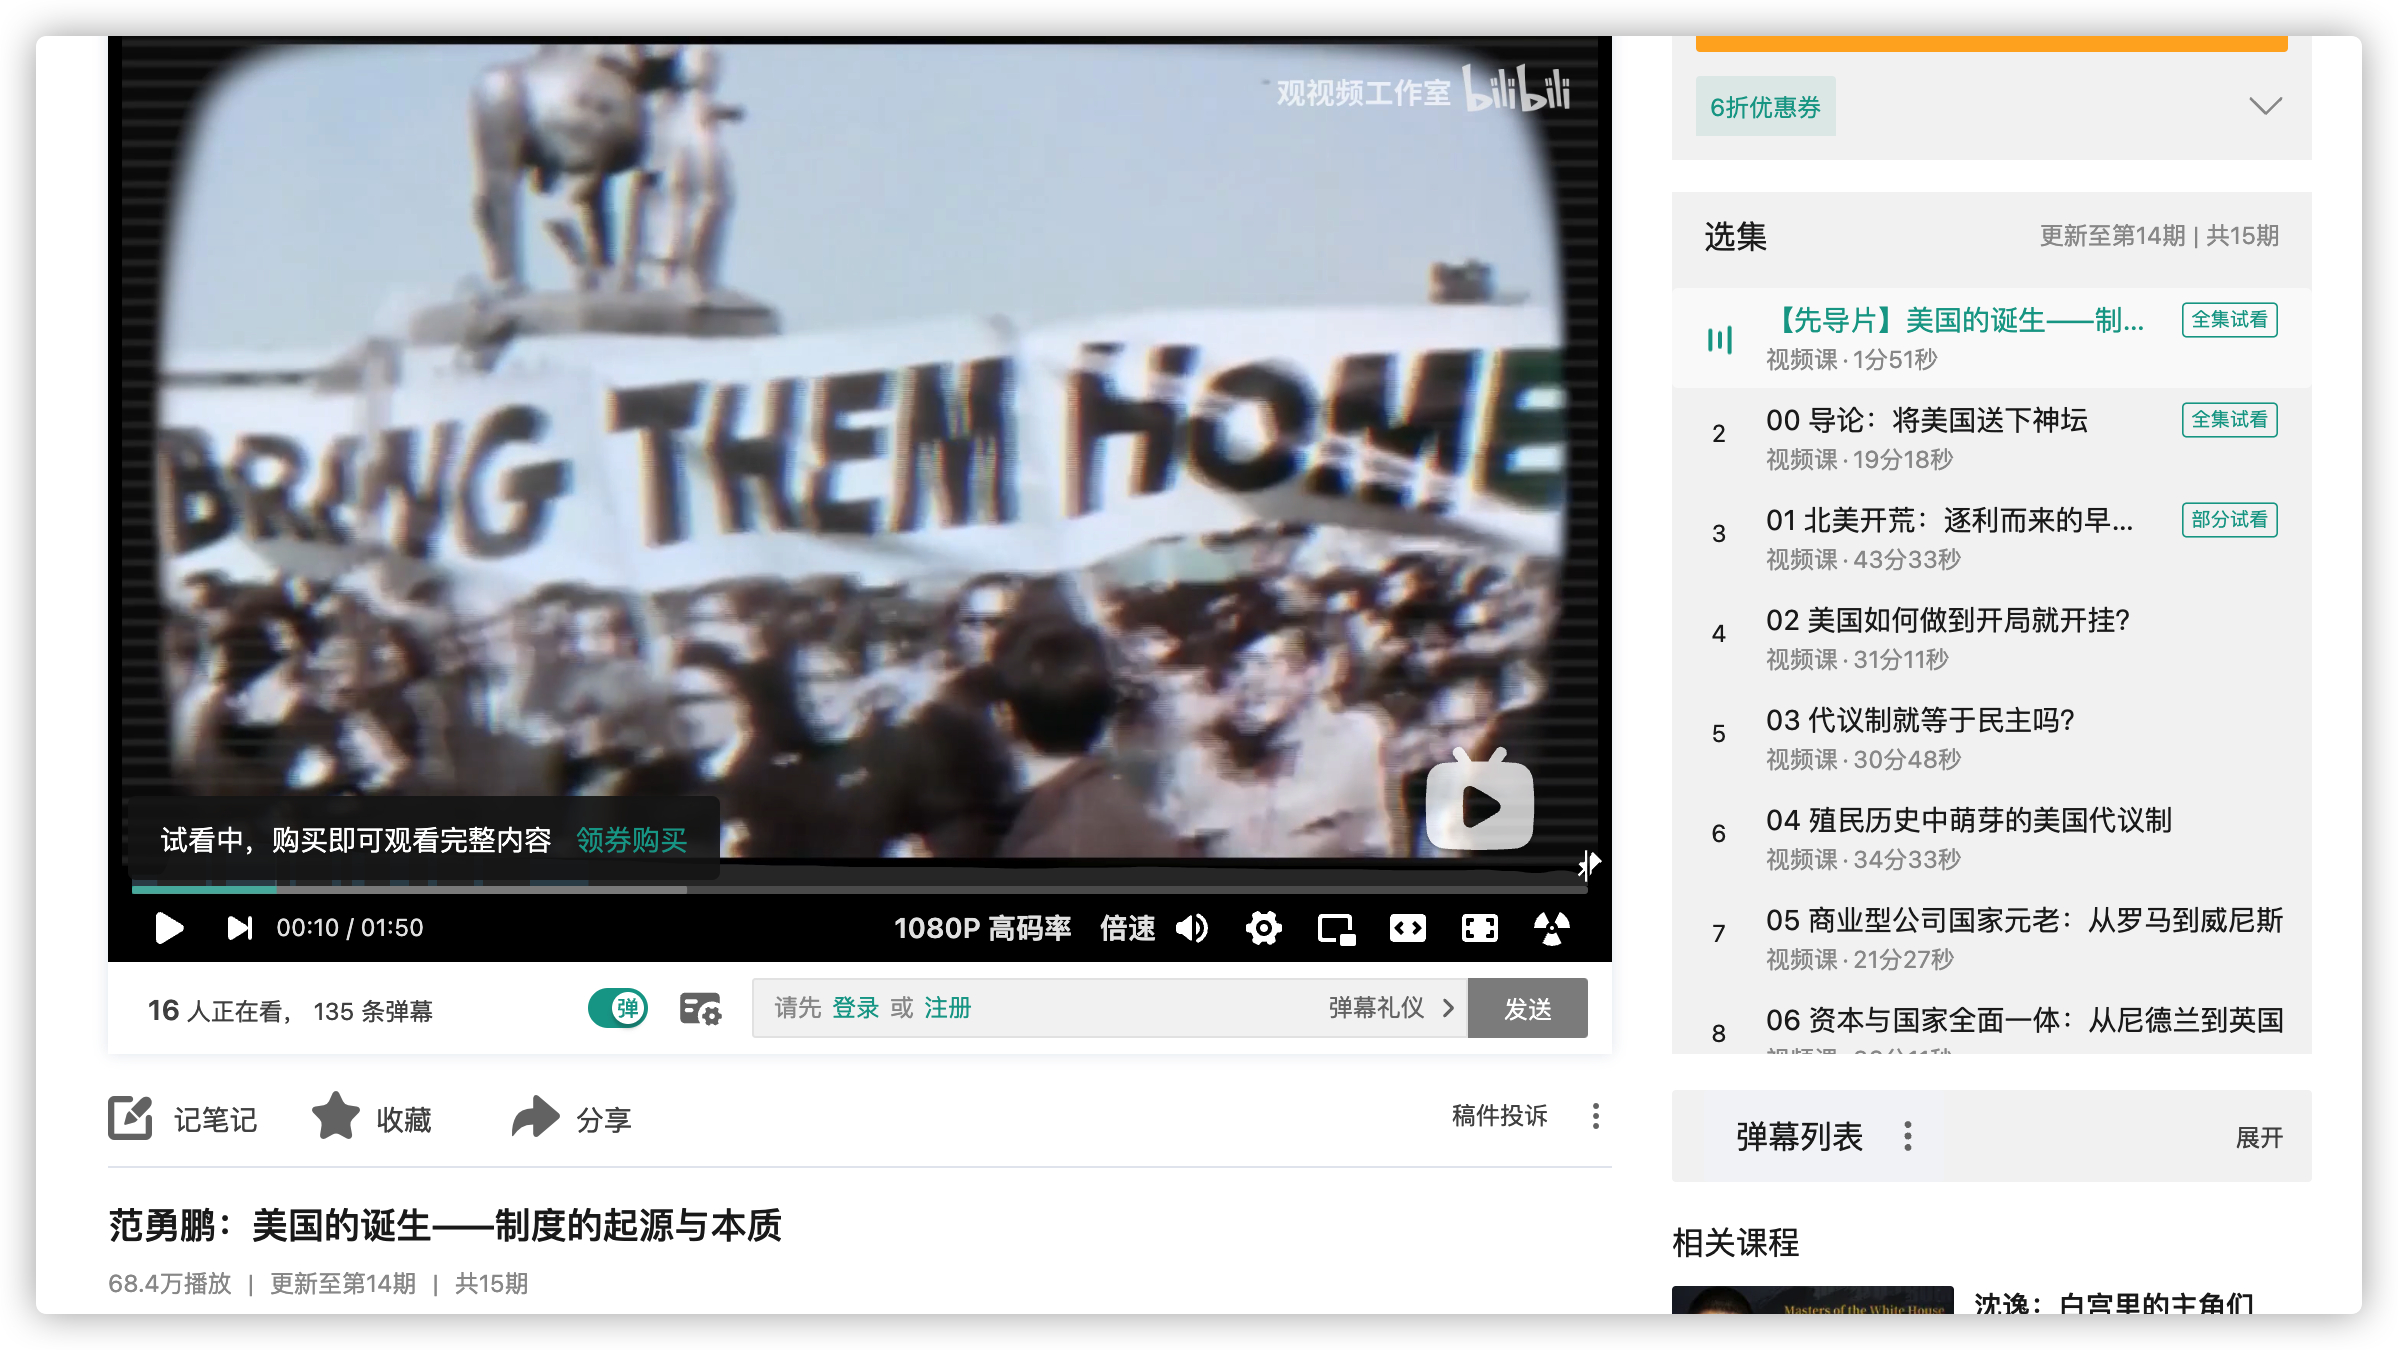 观视频工作室 bilibili
BRING THEM HOME
试看中，购买即可观看完整内容 领券购买
00:10 / 01:50
1080P 高码率 倍速
16 人正在看， 135 条弹幕
弹
请先 登录 或 注册
弹幕礼仪
发送
记笔记
收藏
分享
稿件投诉
范勇鹏：美国的诞生——制度的起源与本质
68.4万播放 | 更新至第14期 | 共15期
6折优惠券
选集
更新至第14期 | 共15期
【先导片】美国的诞生——制... 全集试看
视频课 · 1分51秒
2 00 导论：将美国送下神坛 全集试看
视频课 · 19分18秒
3 01 北美开荒：逐利而来的早... 部分试看
视频课 · 43分33秒
4 02 美国如何做到开局就开挂？
视频课 · 31分11秒
5 03 代议制就等于民主吗？
视频课 · 30分48秒
6 04 殖民历史中萌芽的美国代议制
视频课 · 34分33秒
7 05 商业型公司国家元老：从罗马到威尼斯
视频课 · 21分27秒
8 06 资本与国家全面一体：从尼德兰到英国
弹幕列表
展开
相关课程
Masters of the White House
沈逸：白宫里的主角们